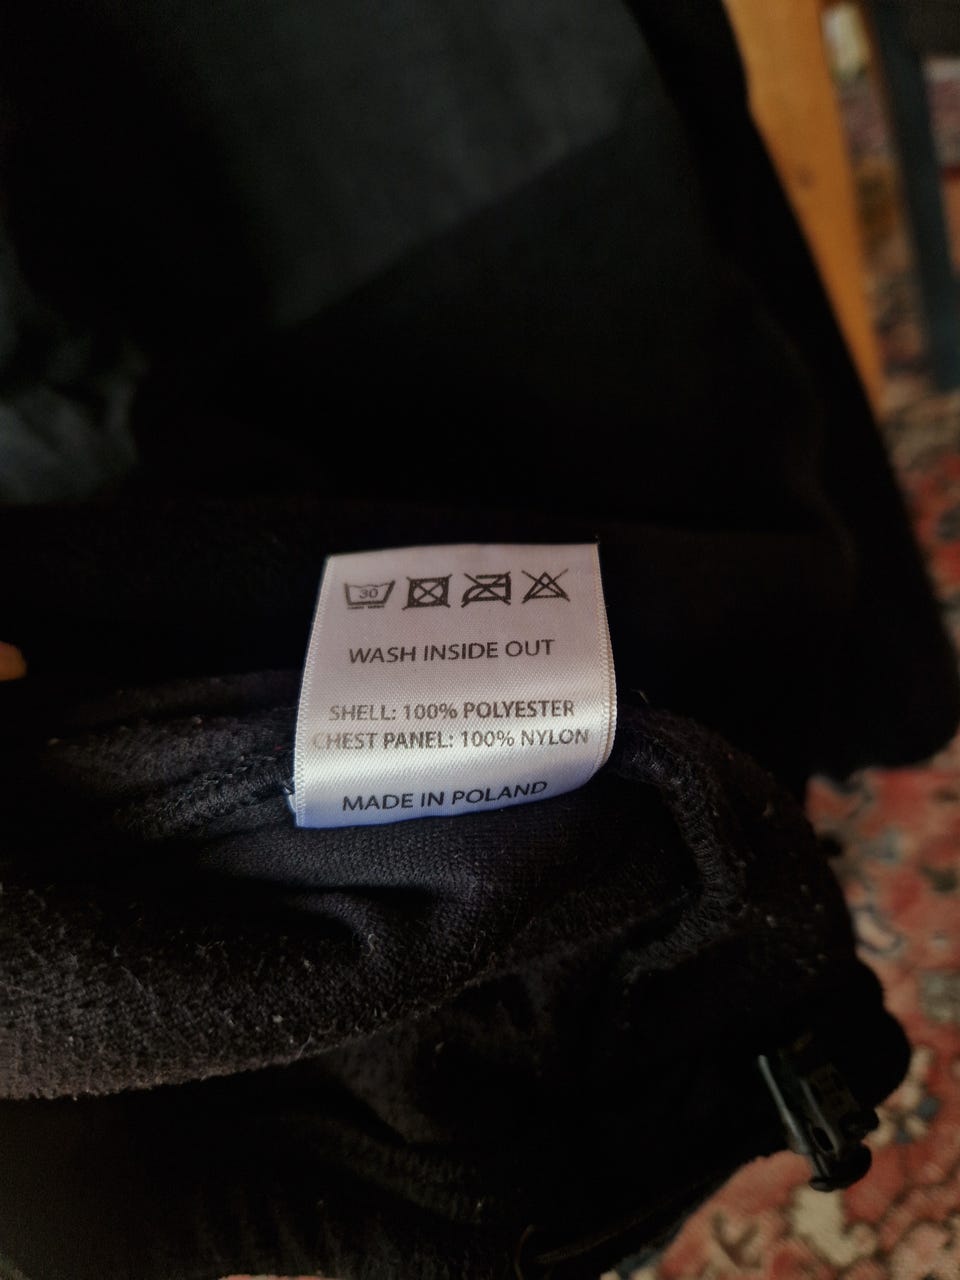 30
WASH INSIDE OUT
SHELL: 100% POLYESTER
CHEST PANEL: 100% NYLON
MADE IN POLAND